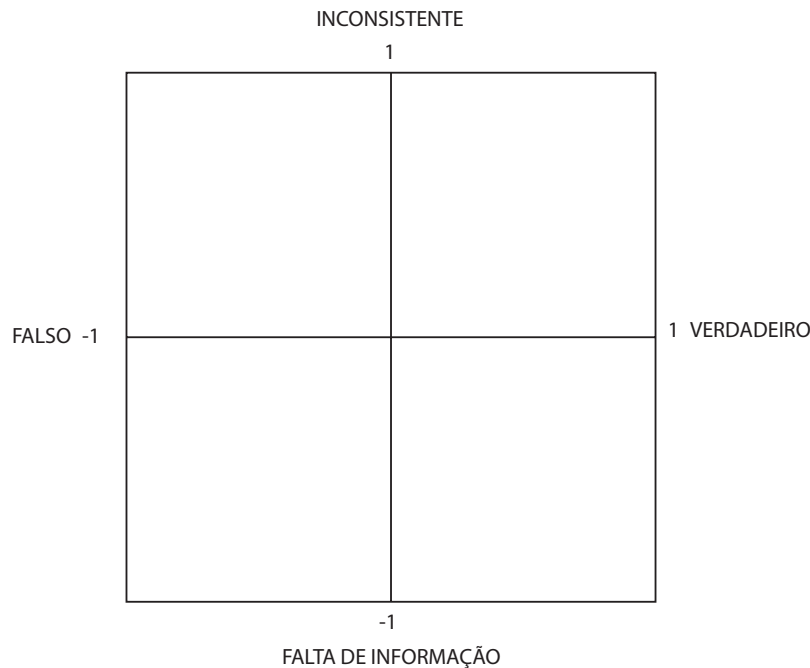 INCONSISTENTE
1
FALSO -1
1 VERDADEIRO
-1
FALTA DE INFORMAÇÃO